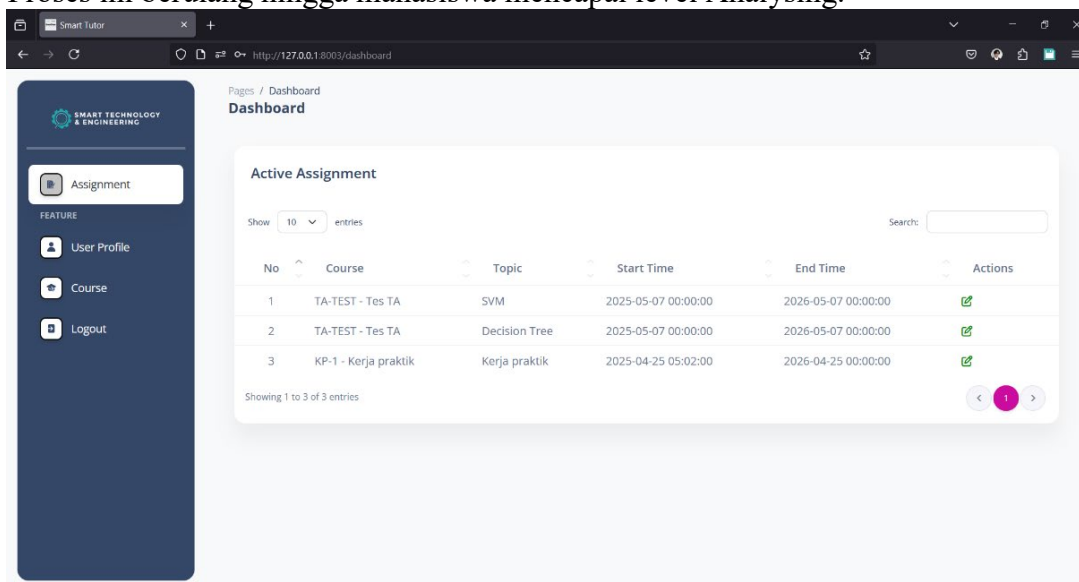 Proses ini berulang hingga mahasiswa mencapai level Analysing.
Smart Tutor
http://127.0.0.1:8003/dashboard
SMART TECHNOLOGY
& ENGINEERING
Assignment
FEATURE
User Profile
Course
Logout
Pages / Dashboard
Dashboard
Active Assignment
Show 10 entries
Search:
No Course Topic Start Time End Time Actions
1 TA-TEST - Tes TA SVM 2025-05-07 00:00:00 2026-05-07 00:00:00
2 TA-TEST - Tes TA Decision Tree 2025-05-07 00:00:00 2026-05-07 00:00:00
3 KP-1 - Kerja praktik Kerja praktik 2025-04-25 05:02:00 2026-04-25 00:00:00
Showing 1 to 3 of 3 entries
1